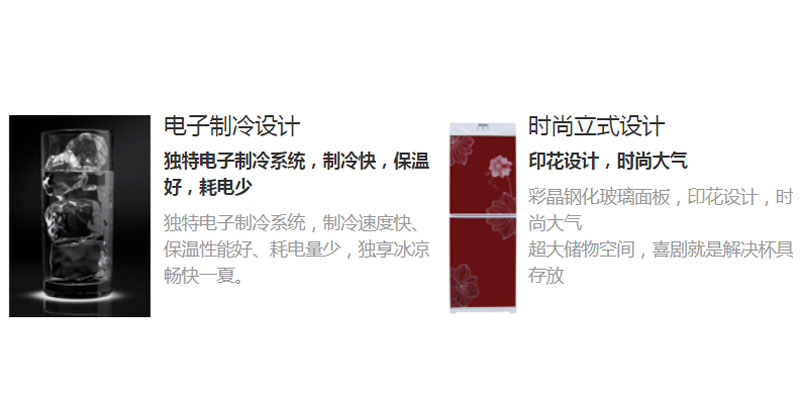 电子制冷设计
独特电子制冷系统，制冷快，保温
好，耗电少
独特电子制冷系统，制冷速度快、
保温性能好、耗电量少，独享冰凉
畅快一夏。
时尚立式设计
印花设计，时尚大气
彩晶钢化玻璃面板，印花设计，时
尚大气
超大储物空间，喜剧就是解决杯具
存放